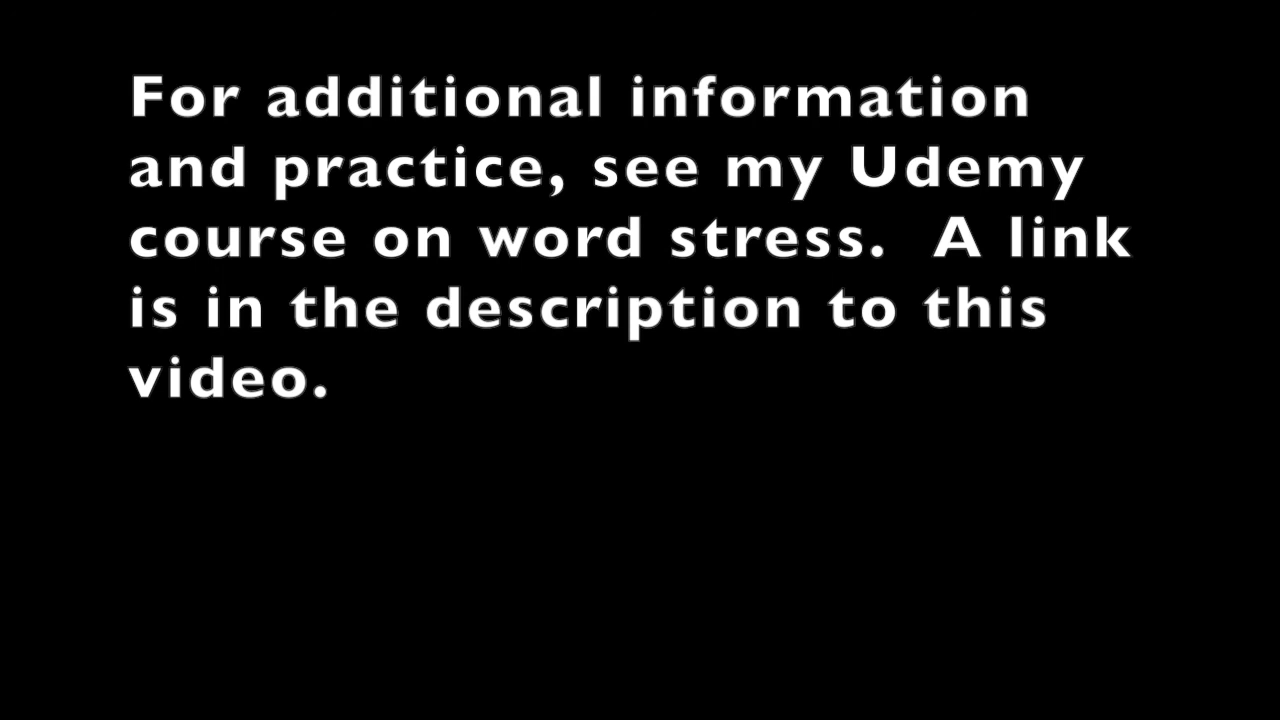 For additional information
and practice, see my Udemy
course on word stress.  A link
is in the description to this
video.